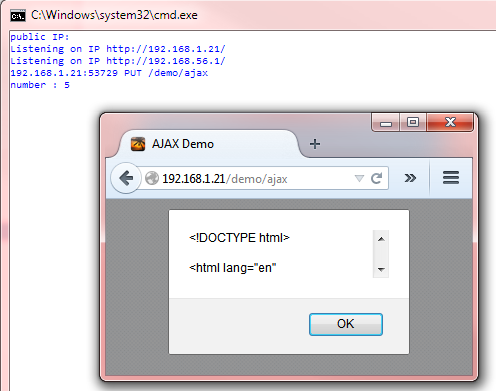 C:\Windows\system32\cmd.exe
public IP:
Listening on IP http://192.168.1.21/
Listening on IP http://192.168.56.1/
192.168.1.21:53729 PUT /demo/ajax
number : 5
AJAX Demo
192.168.1.21/demo/ajax
<!DOCTYPE html>
<html lang="en"
OK